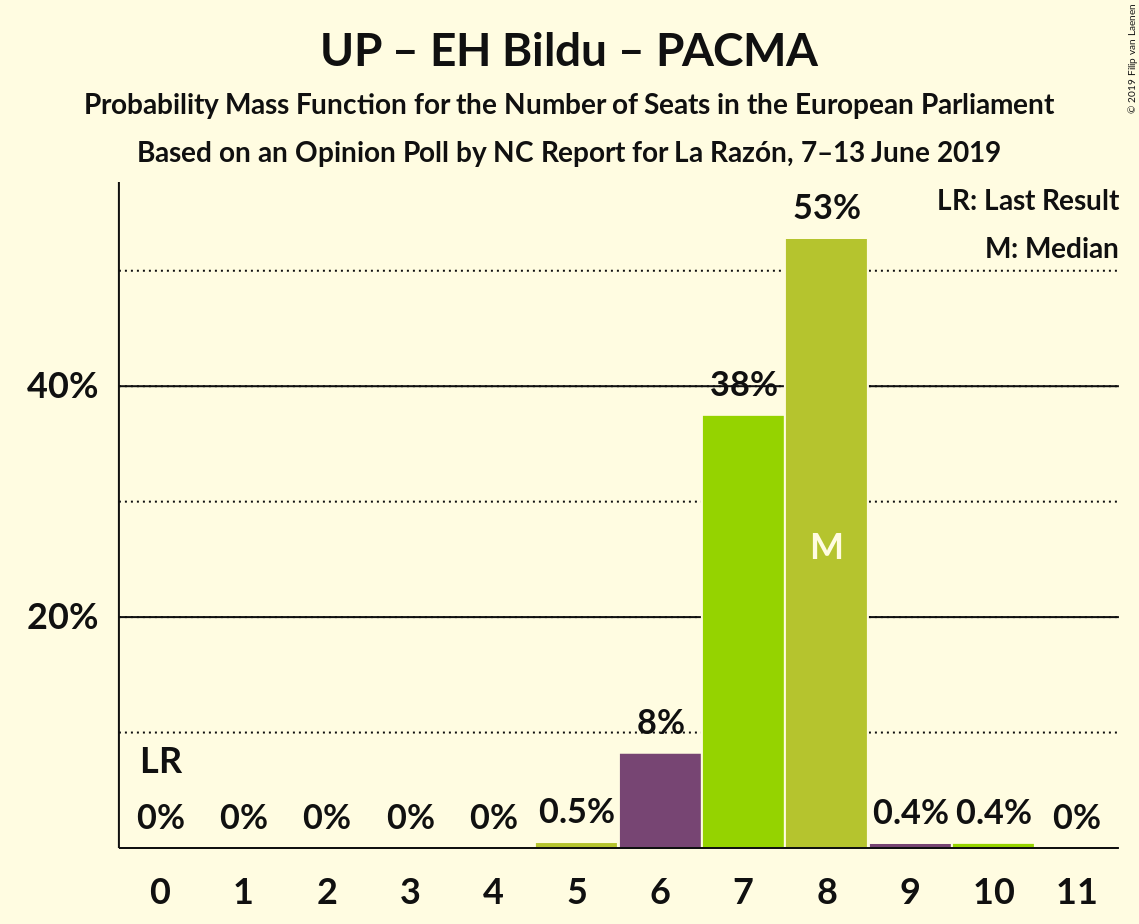 UP – EH Bildu – PACMA
Probability Mass Function for the Number of Seats in the European Parliament
Based on an Opinion Poll by NC Report for La Razón, 7–13 June 2019
© 2019 Filip van Laenen
LR: Last Result
M: Median
53%
40%
38%
M
20%
8%
LR
0% 0% 0% 0% 0% 0.5% 0.4% 0.4% 0%
0 1 2 3 4 5 6 7 8 9 10 11